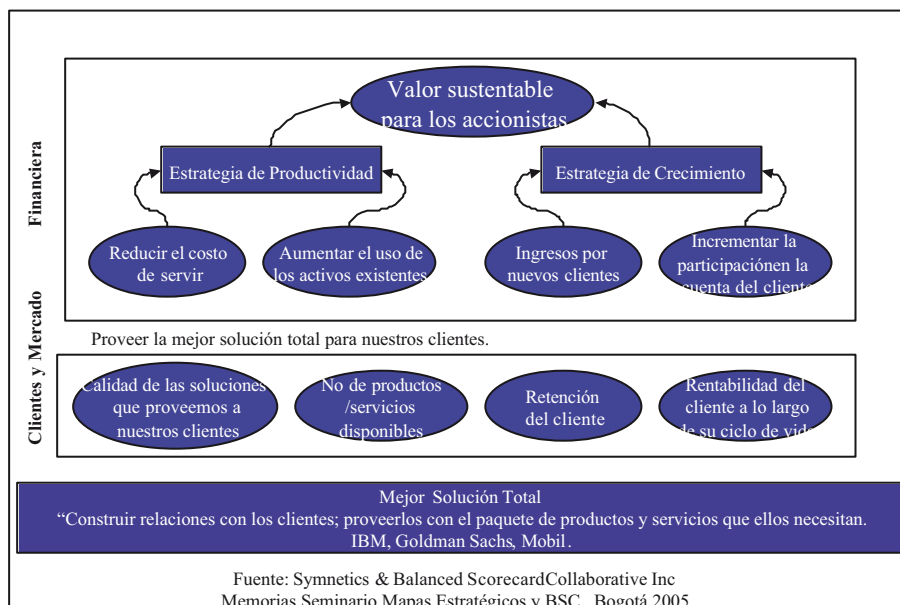 Financiera
Valor sustentable
para los accionistas
Estrategia de Productividad
Estrategia de Crecimiento
Reducir el costo
de servir
Aumentar el uso de
los activos existentes
Ingresos por
nuevos clientes
Incrementar la
participaciónen la
cuenta del cliente
Clientes y Mercado
Proveer la mejor solución total para nuestros clientes.
Calidad de las soluciones
que proveemos a
nuestros clientes
No de productos
/servicios
disponibles
Retención
del cliente
Rentabilidad del
cliente a lo largo
de su ciclo de vida
Mejor Solución Total
“Construir relaciones con los clientes; proveerlos con el paquete de productos y servicios que ellos necesitan.
IBM, Goldman Sachs, Mobil.
Fuente: Symnetics & Balanced ScorecardCollaborative Inc
Memorias Seminario Mapas Estratégicos y BSC, Bogotá 2005